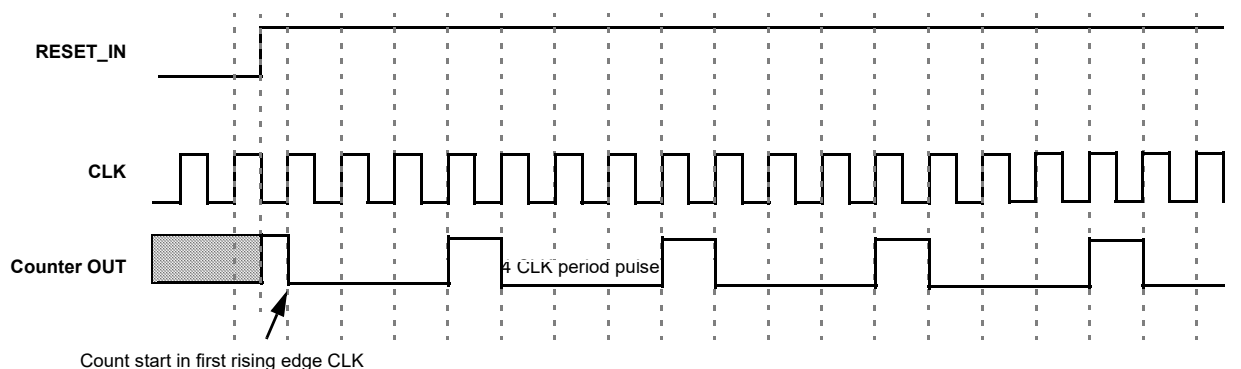 RESET_IN
CLK
Counter OUT
4 CLK period pulse
Count start in first rising edge CLK